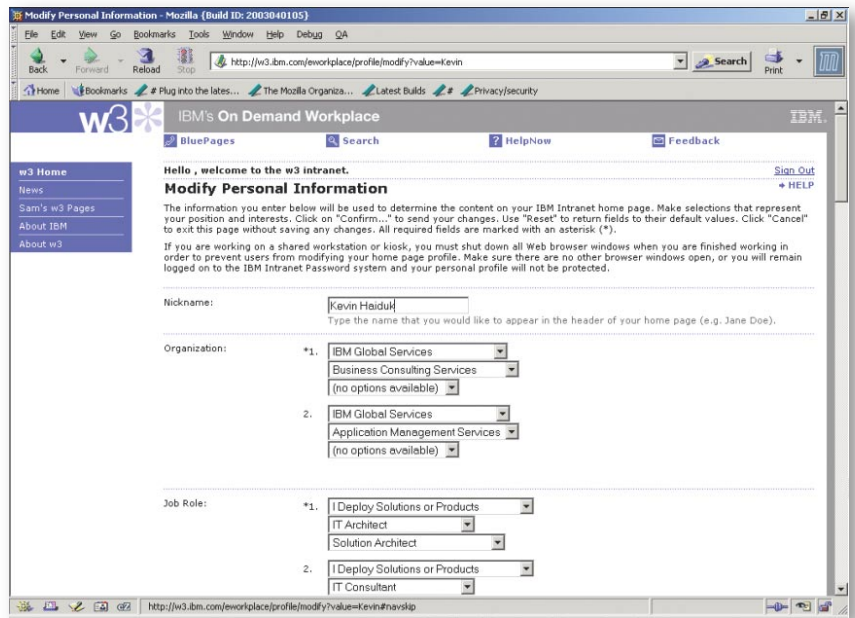 Modify Personal Information - Mozilla {Build ID: 2003040105}
File Edit View Go Bookmarks Tools Window Help Debug QA
Back Forward Reload Stop http://w3.ibm.com/eworkplace/profile/modify?value=Kevin Search Print
Home Bookmarks # Plug into the lates... The Mozilla Organiza... Latest Builds # Privacy/security
w3 IBM's On Demand Workplace IBM.
BluePages Search HelpNow Feedback
w3 Home
News
Sam's w3 Pages
About IBM
About w3
Hello , welcome to the w3 intranet. Sign Out
Modify Personal Information HELP
The information you enter below will be used to determine the content on your IBM Intranet home page. Make selections that represent
your position and interests. Click on "Confirm..." to send your changes. Use "Reset" to return fields to their default values. Click "Cancel"
to exit this page without saving any changes. All required fields are marked with an asterisk (*).
If you are working on a shared workstation or kiosk, you must shut down all Web browser windows when you are finished working in
order to prevent users from modifying your home page profile. Make sure there are no other browser windows open, or you will remain
logged on to the IBM Intranet Password system and your personal profile will not be protected.
Nickname: Kevin Haiduk
Type the name that you would like to appear in the header of your home page (e.g. Jane Doe).
Organization: *1. IBM Global Services
Business Consulting Services
(no options available)
2. IBM Global Services
Application Management Services
(no options available)
Job Role: *1. I Deploy Solutions or Products
IT Architect
Solution Architect
2. I Deploy Solutions or Products
IT Consultant
http://w3.ibm.com/eworkplace/profile/modify?value=Kevin#navskip